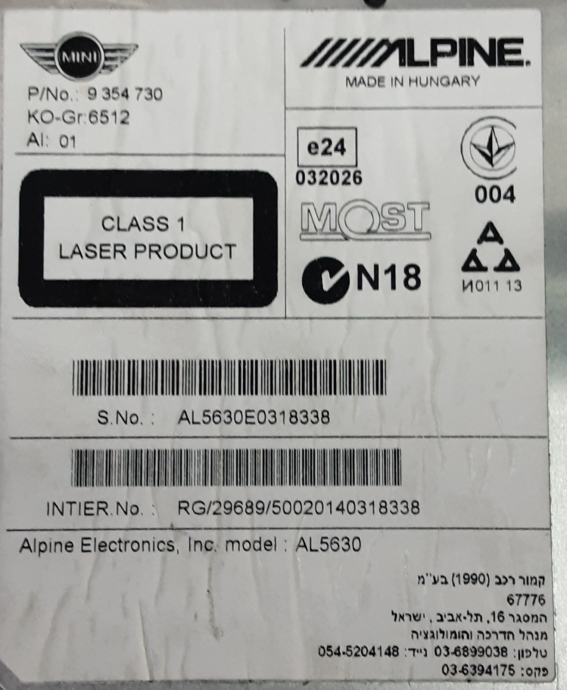 MINI
P/No.: 9 354 730
KO-Gr:6512
AI: 01
ALPINE.
MADE IN HUNGARY
CLASS 1
LASER PRODUCT
e24
032026
004
MOST
N18
И011 13
S.No. : AL5630E0318338
INTIER.No. : RG/29689/50020140318338
Alpine Electronics, Inc. model : AL5630
קמור רכב (1990) בע"מ
67776
המסגר 16, תל-אביב, ישראל
מנהל חדרכה והומולוגציה
טלפון: 03-6899038 נייד: 054-5204148
פקס: 03-6394175